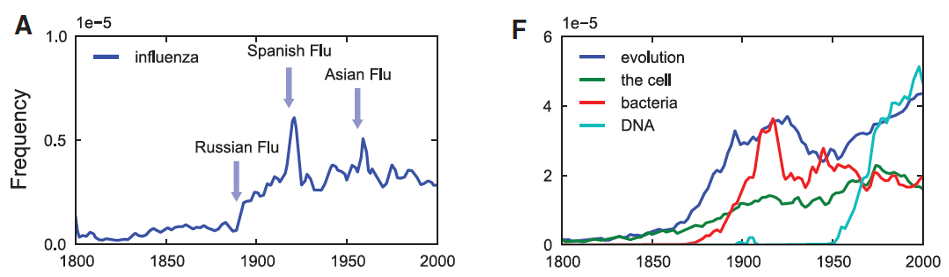 A
1e−5
influenza
Spanish Flu
Asian Flu
Russian Flu
Frequency
1.0
0.5
0.0
1800 1850 1900 1950 2000
F
1e−5
evolution
the cell
bacteria
DNA
6
4
2
0
1800 1850 1900 1950 2000